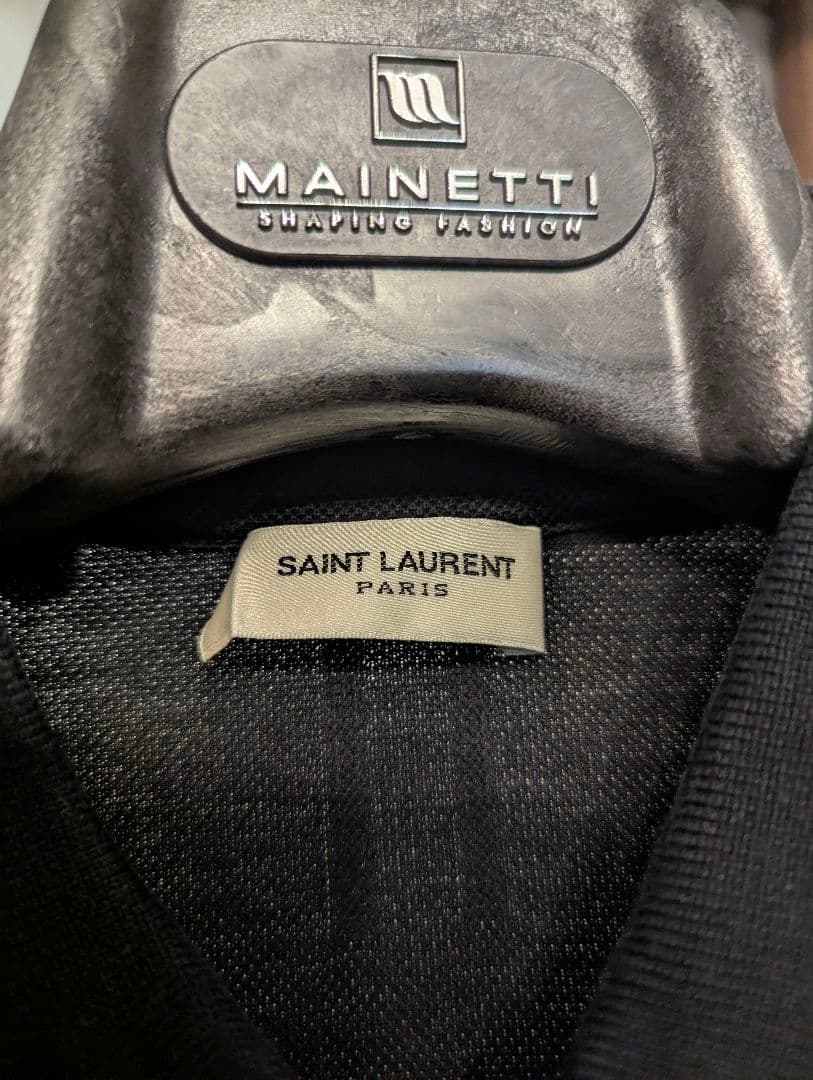 m
MAINETTI
SHAPING FASHION
SAINT LAURENT
PARIS